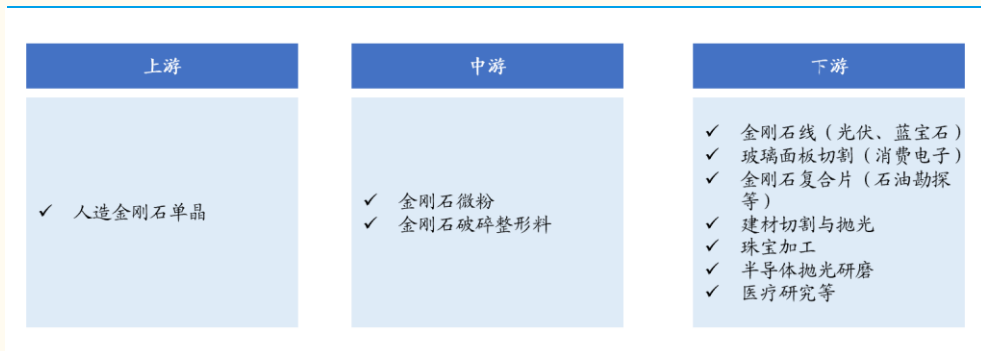 上游
✓ 人造金刚石单晶
中游
✓ 金刚石微粉
✓ 金刚石破碎整形料
下游
✓ 金刚石线（光伏、蓝宝石）
✓ 玻璃面板切割（消费电子）
✓ 金刚石复合片（石油勘探
等）
✓ 建材切割与抛光
✓ 珠宝加工
✓ 半导体抛光研磨
✓ 医疗研究等